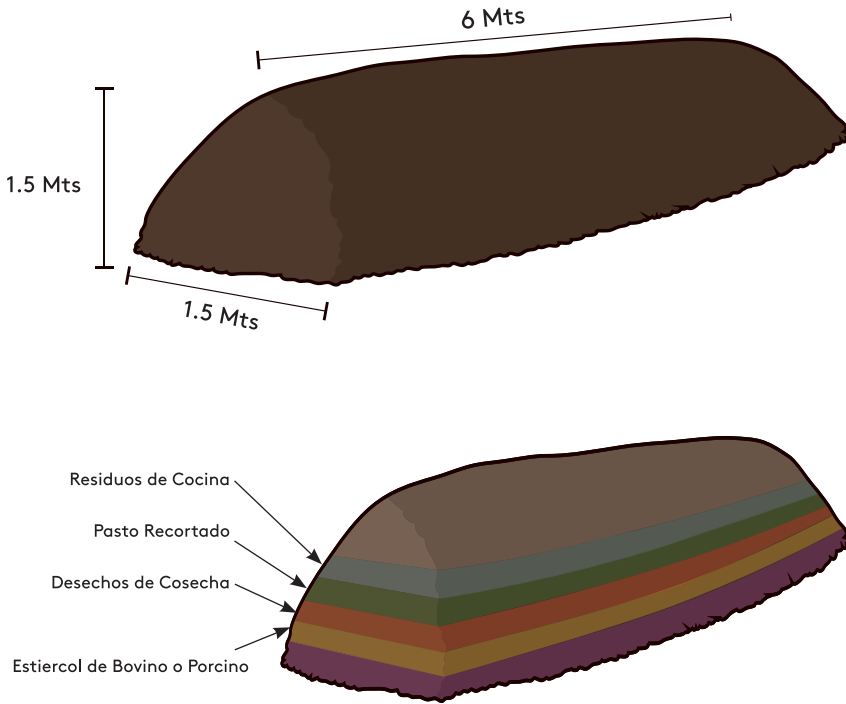 6 Mts
1.5 Mts
1.5 Mts
Residuos de Cocina
Pasto Recortado
Desechos de Cosecha
Estiercol de Bovino o Porcino